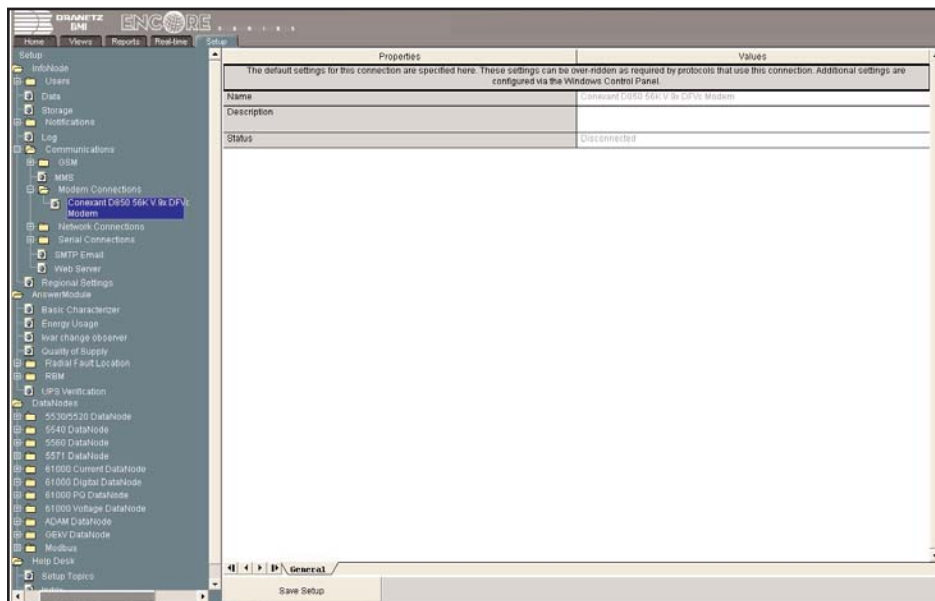 DRANETZ
BMI
ENCORE
Home
Views
Reports
Real-time
Setup
Setup
InfoNode
Users
Data
Storage
Notifications
Log
Communications
GSM
MMS
Modem Connections
Conexant D850 56K V.9x DFVc
Modem
Network Connections
Serial Connections
SMTP Email
Web Server
Regional Settings
AnswerModule
Basic Characterizer
Energy Usage
kvar change observer
Quality of Supply
Radial Fault Location
RBM
UPS Verification
DataNodes
5530/5520 DataNode
5540 DataNode
5560 DataNode
5571 DataNode
61000 Current DataNode
61000 Digital DataNode
61000 PQ DataNode
61000 Voltage DataNode
ADAM DataNode
GEkV DataNode
Modbus
Help Desk
Setup Topics
Properties
Values
The default settings for this connection are specified here. These settings can be over-ridden as required by protocols that use this connection. Additional settings are
configured via the Windows Control Panel.
Name
Conexant D850 56K V.9x DFVc Modem
Description
Status
Disconnected
General
Save Setup